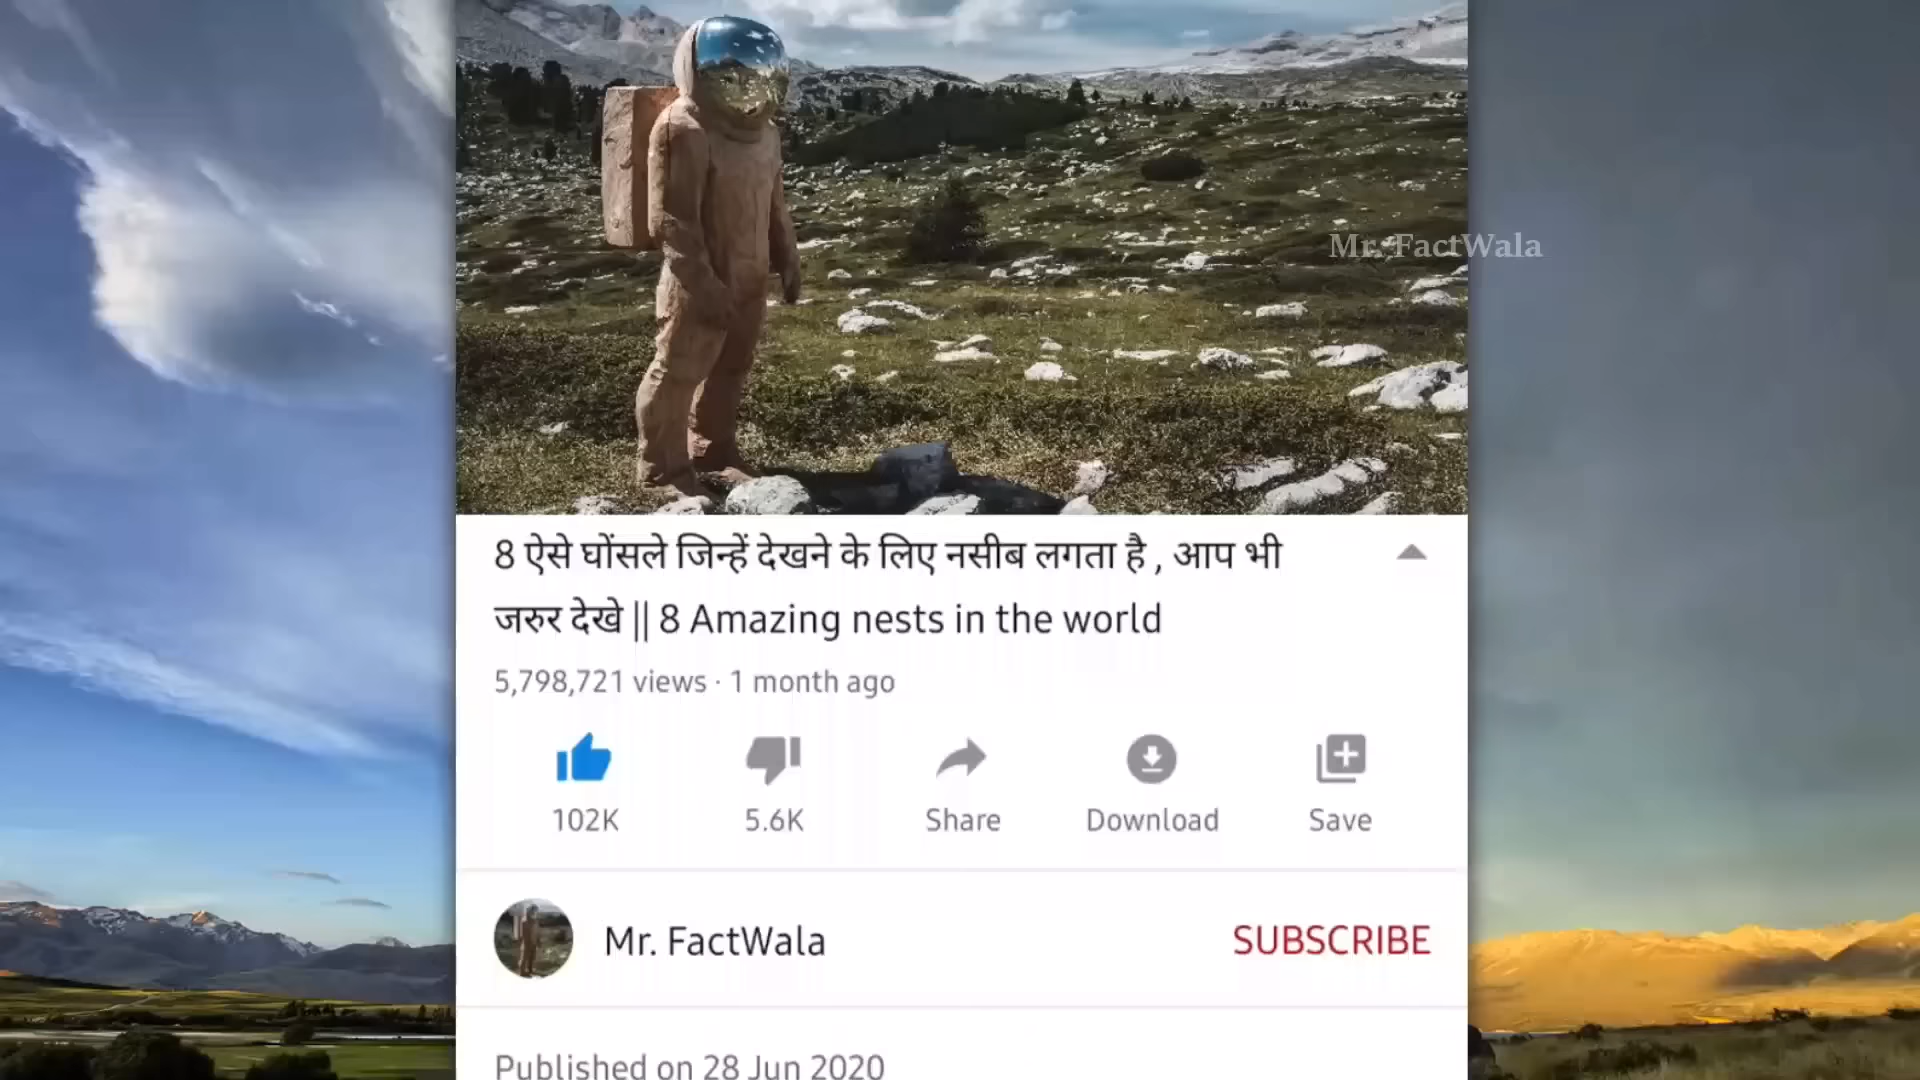 Mr. FactWala
8 ऐसे घोंसले जिन्हें देखने के लिए नसीब लगता है , आप भी
जरुर देखे || 8 Amazing nests in the world
5,798,721 views · 1 month ago
102K 5.6K Share Download Save
Mr. FactWala SUBSCRIBE
Published on 28 Jun 2020